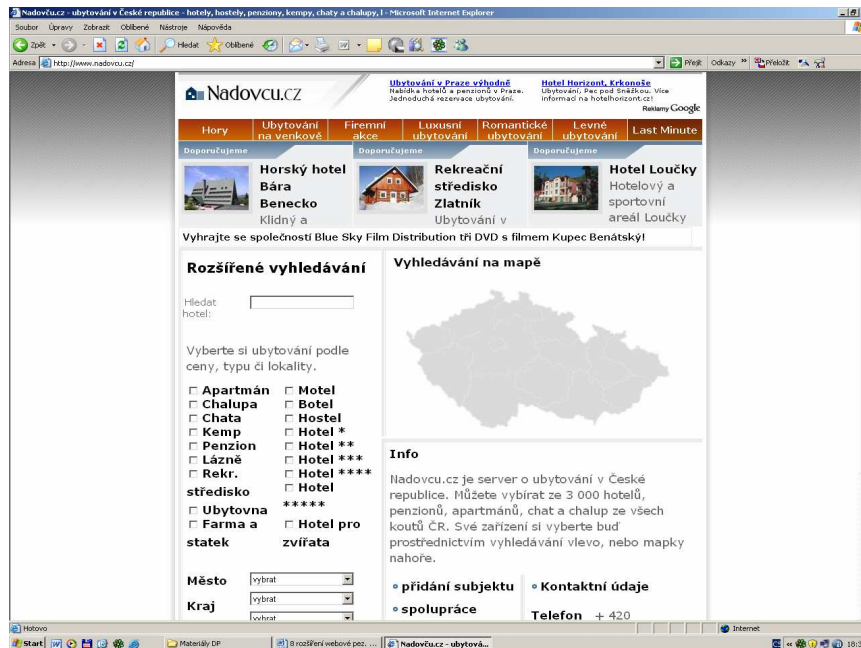 Nadovču.cz - ubytování v České republice - hotely, hostely, penziony, kempy, chaty a chalupy, l - Microsoft Internet Explorer
Soubor Úpravy Zobrazit Oblíbené Nástroje Nápověda
Zpět Hledat Oblíbené
Adresa http://www.nadovcu.cz/ Přejít Odkazy » Přeložit
Nadovcu.cz
Ubytování v Praze výhodně
Nabídka hotelů a penzionů v Praze.
Jednoduchá rezervace ubytování.
Hotel Horizont, Krkonoše
Ubytování, Pec pod Sněžkou. Více
informací na hotelhorizont.cz!
Reklamy Google
Hory
Ubytování
na venkově
Firemní
akce
Luxusní
ubytování
Romantické
ubytování
Levné
ubytování
Last Minute
Doporučujeme
Horský hotel
Bára
Benecko
Klidný a
Doporučujeme
Rekreační
středisko
Zlatník
Ubytování v
Doporučujeme
Hotel Loučky
Hotelový a
sportovní
areál Loučky
Vyhrajte se společností Blue Sky Film Distribution tři DVD s filmem Kupec Benátský!
Rozšířené vyhledávání
Hledat
hotel:
Vyberte si ubytování podle
ceny, typu či lokality.
Apartmán
Chalupa
Chata
Kemp
Penzion
Lázně
Rekr.
středisko
Ubytovna
Farma a
statek
Motel
Botel
Hostel
Hotel *
Hotel **
Hotel ***
Hotel ****
Hotel
*****
Hotel pro
zvířata
Město vybrat
Kraj vybrat
vybrat
Vyhledávání na mapě
Info
Nadovcu.cz je server o ubytování v České
republice. Můžete vybírat ze 3 000 hotelů,
penzionů, apartmánů, chat a chalup ze všech
koutů ČR. Své zařízení si vyberte buď
prostřednictvím vyhledávání vlevo, nebo mapky
nahoře.
přidání subjektu
spolupráce
Kontaktní údaje
Telefon + 420
Hotovo Internet
Start Materiály DP 8 rozšíření webové pez. ... Nadovču.cz - ubytová...